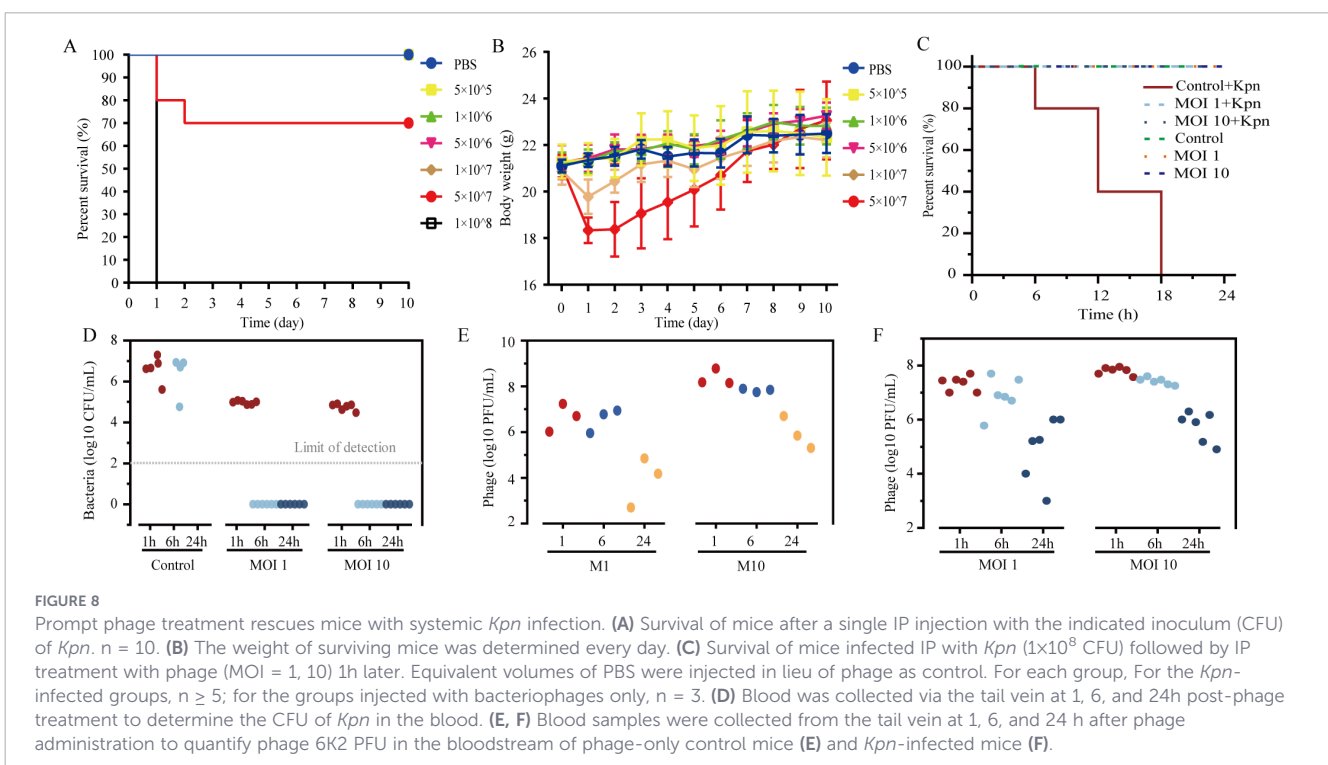 A
Percent survival (%)
100
90
80
70
60
50
40
30
20
10
0
0 1 2 3 4 5 6 7 8 9 10
Time (day)
PBS
5×10^5
1×10^6
5×10^6
1×10^7
5×10^7
1×10^8
B
Body weight (g)
26
24
22
20
18
16
0 1 2 3 4 5 6 7 8 9 10
Time (day)
PBS
5×10^5
1×10^6
5×10^6
1×10^7
5×10^7
C
Percent survival (%)
100
80
60
40
20
0
0 6 12 18 24
Time (h)
Control+Kpn
MOI 1+Kpn
MOI 10+Kpn
Control
MOI 1
MOI 10
D
Bacteria (log10 CFU/mL)
8
6
4
2
0
Limit of detection
1h 6h 24h 1h 6h 24h 1h 6h 24h
Control MOI 1 MOI 10
E
Phage (log10 PFU/mL)
10
8
6
4
2
1 6 24 1 6 24
M1 M10
F
Phage (log10 PFU/mL)
8
6
4
2
1h 6h 24h 1h 6h 24h
MOI 1 MOI 10
FIGURE 8
Prompt phage treatment rescues mice with systemic Kpn infection. (A) Survival of mice after a single IP injection with the indicated inoculum (CFU)
of Kpn. n = 10. (B) The weight of surviving mice was determined every day. (C) Survival of mice infected IP with Kpn (1×10⁸ CFU) followed by IP
treatment with phage (MOI = 1, 10) 1h later. Equivalent volumes of PBS were injected in lieu of phage as control. For each group, For the Kpn-
infected groups, n ≥ 5; for the groups injected with bacteriophages only, n = 3. (D) Blood was collected via the tail vein at 1, 6, and 24h post-phage
treatment to determine the CFU of Kpn in the blood. (E, F) Blood samples were collected from the tail vein at 1, 6, and 24 h after phage
administration to quantify phage 6K2 PFU in the bloodstream of phage-only control mice (E) and Kpn-infected mice (F).